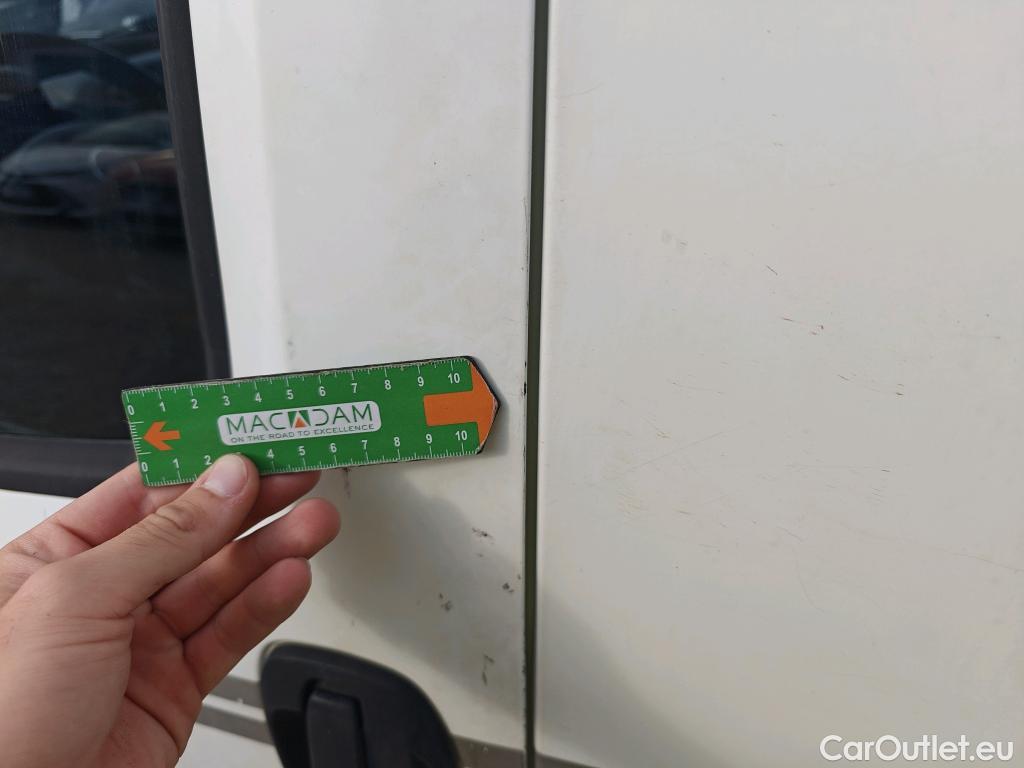 0 1 2 3 4 5 6 7 8 9 10
MACADAM
ON THE ROAD TO EXCELLENCE
0 1 2 4 5 6 7 8 9 10
CarOutlet.eu